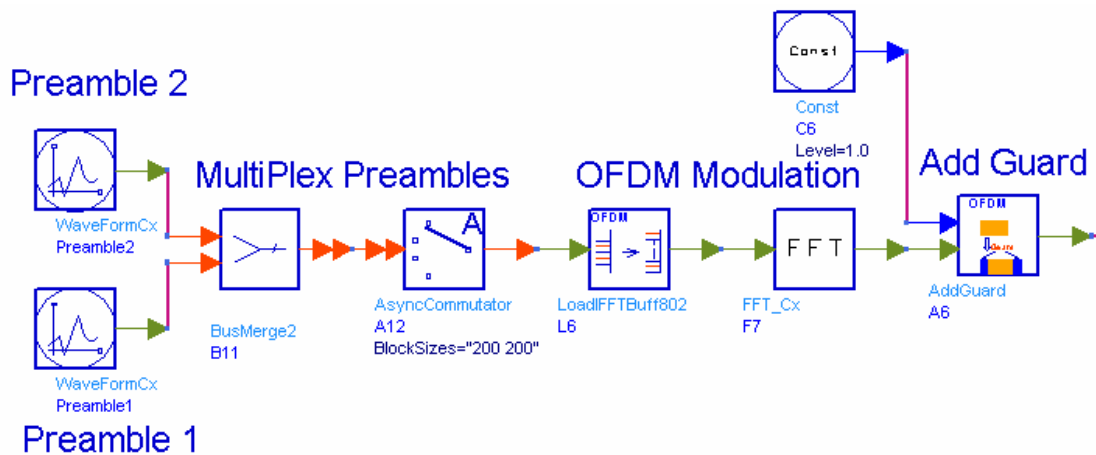 Const
Const
C6
Level=1.0
Preamble 2
WaveFormCx
Preamble2
MultiPlex Preambles
BusMerge2
B11
A
AsyncCommutator
A12
BlockSizes="200 200"
OFDM Modulation
OFDM
LoadIFFTBuff802
L6
FFT
FFT_Cx
F7
Add Guard
OFDM
Guard
AddGuard
A6
WaveFormCx
Preamble1
Preamble 1